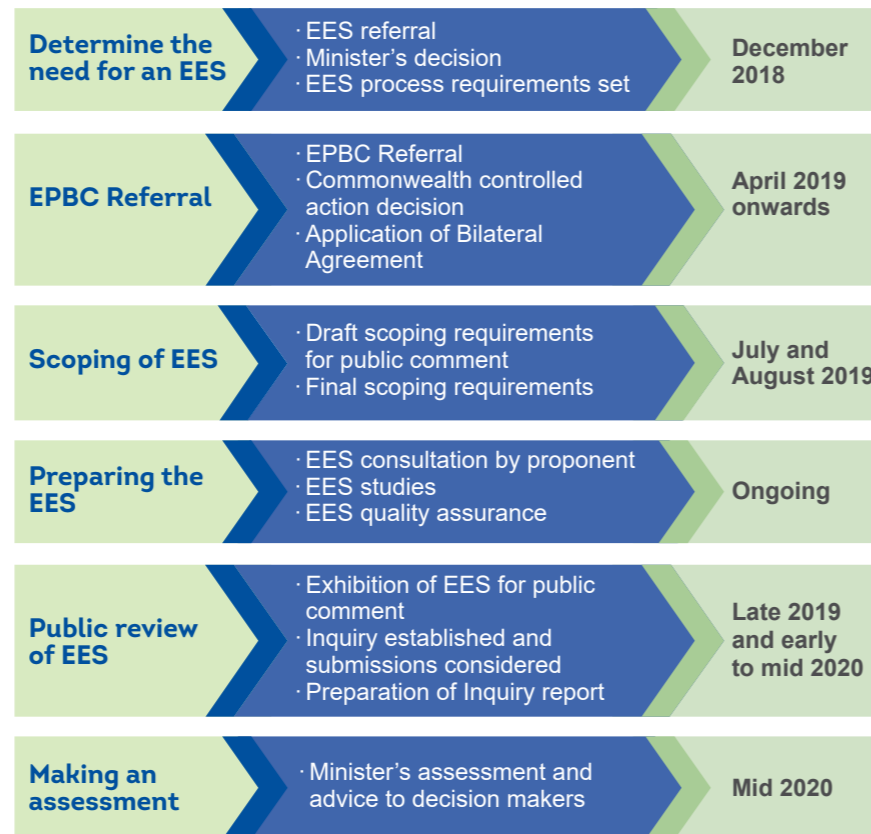 Determine the
need for an EES
· EES referral
· Minister’s decision
· EES process requirements set
December
2018
EPBC Referral
· EPBC Referral
· Commonwealth controlled
action decision
· Application of Bilateral
Agreement
April 2019
onwards
Scoping of EES
· Draft scoping requirements
for public comment
· Final scoping requirements
July and
August 2019
Preparing the
EES
· EES consultation by proponent
· EES studies
· EES quality assurance
Ongoing
Public review
of EES
· Exhibition of EES for public
comment
· Inquiry established and
submissions considered
· Preparation of Inquiry report
Late 2019
and early
to mid 2020
Making an
assessment
· Minister’s assessment and
advice to decision makers
Mid 2020